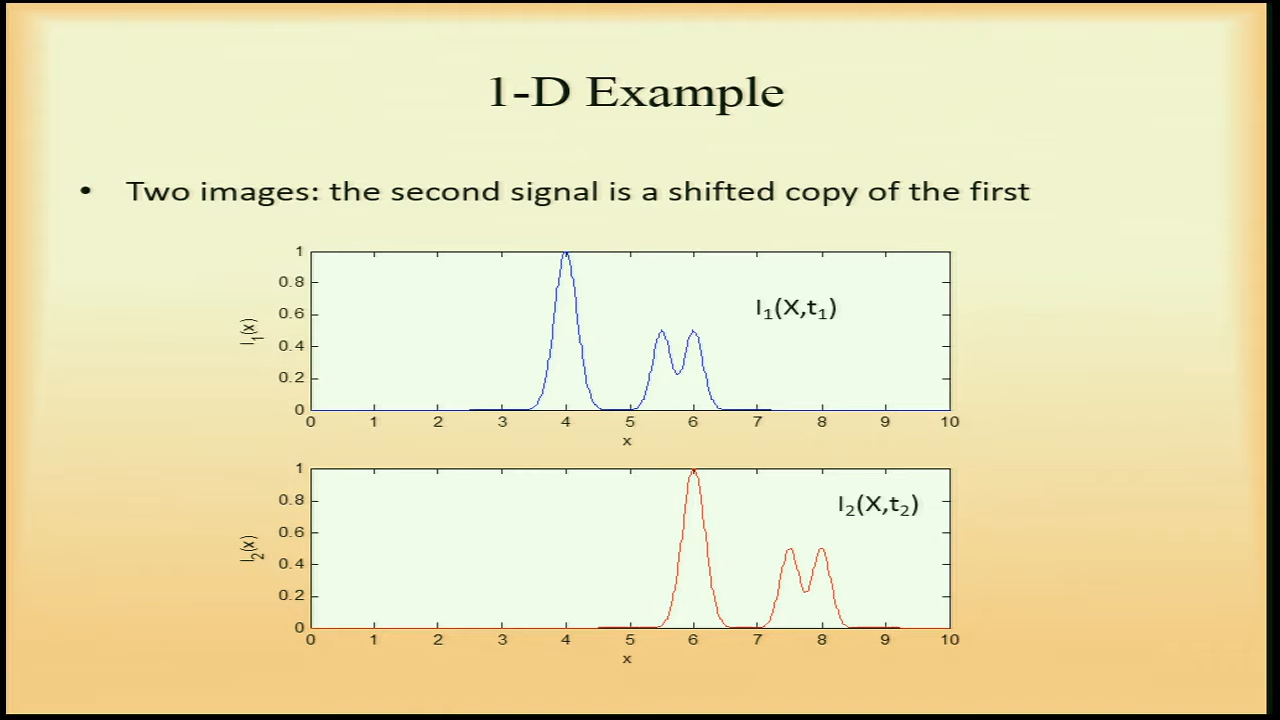 1-D Example
• Two images: the second signal is a shifted copy of the first
1
0.8
0.6
0.4
0.2
0
I₁(x)
I₁(X,t₁)
0 1 2 3 4 5 6 7 8 9 10
x
1
0.8
0.6
0.4
0.2
0
I₂(x)
I₂(X,t₂)
0 1 2 3 4 5 6 7 8 9 10
x